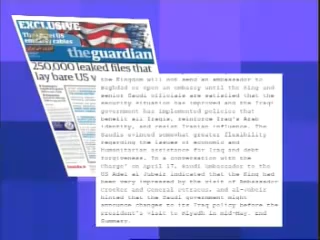 EXCLUSIVE
theguardian
250,000 leaked files that
lay bare US
the Kingdom will not send an ambassador to
Baghdad or open an embassy until the King and
senior Saudi officials are satisfied that the
security situation has improved and the Iraqi
government has implemented policies that
benefit all Iraqis, reinforce Iraq's Arab
identity, and resist Iranian influence. The
Saudis evinced somewhat greater flexibility
regarding the issues of economic and
humanitarian assistance for Iraq and debt
forgiveness. In a conversation with the
Charge' on April 17, Saudi Ambassador to the
US Adel al-Jubeir indicated that the King had
been very impressed by the visit of Ambassador
Crocker and General Petraeus, and al-Jubeir
hinted that the Saudi government might
announce changes to its Iraq policy before the
president's visit to Riyadh in mid-May. End
Summary.